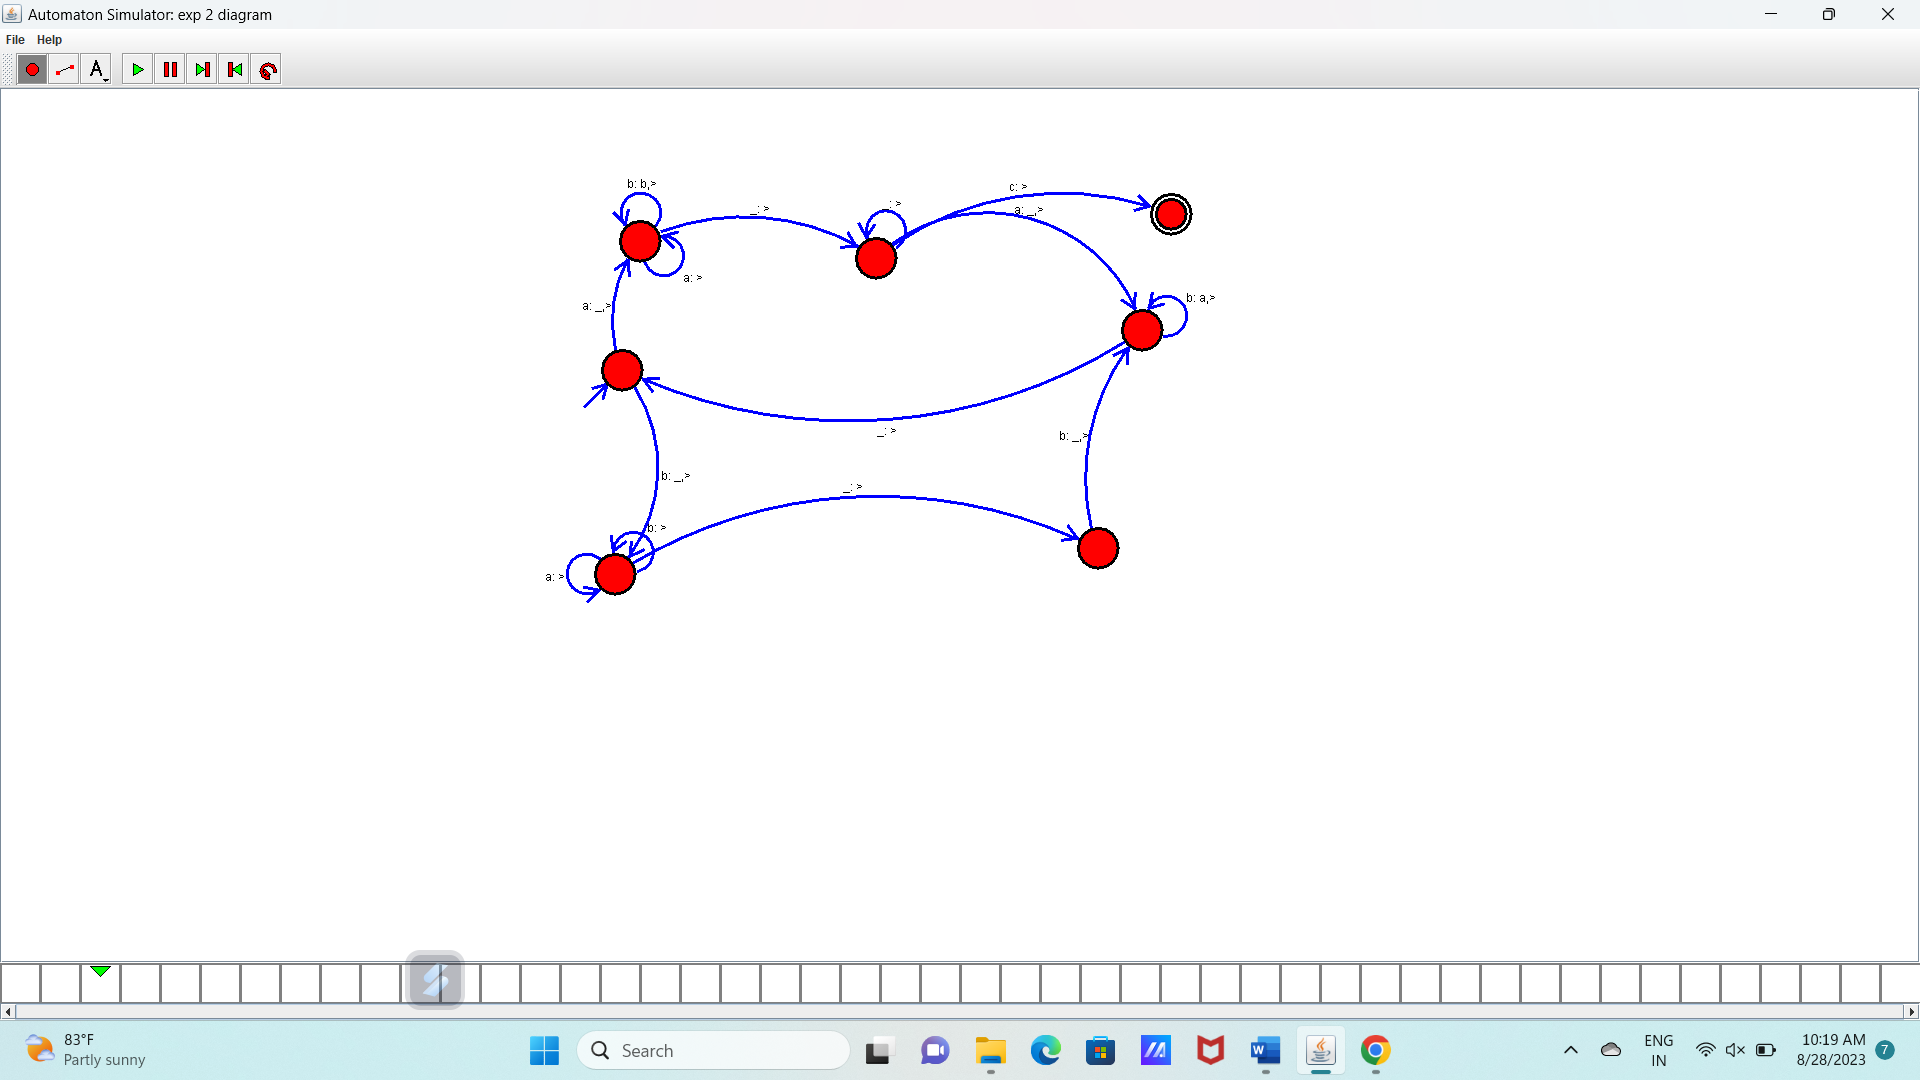 Automaton Simulator: exp 2 diagram
File Help
A
b: b,>
c: >
_: >
: >
a: _,>
a: >
b: a,>
a: _,>
_: >
b: _,>
b: _,>
_: >
b: >
a: >
83°F
Partly sunny
Search
W
ENG
IN
10:19 AM
8/28/2023
7